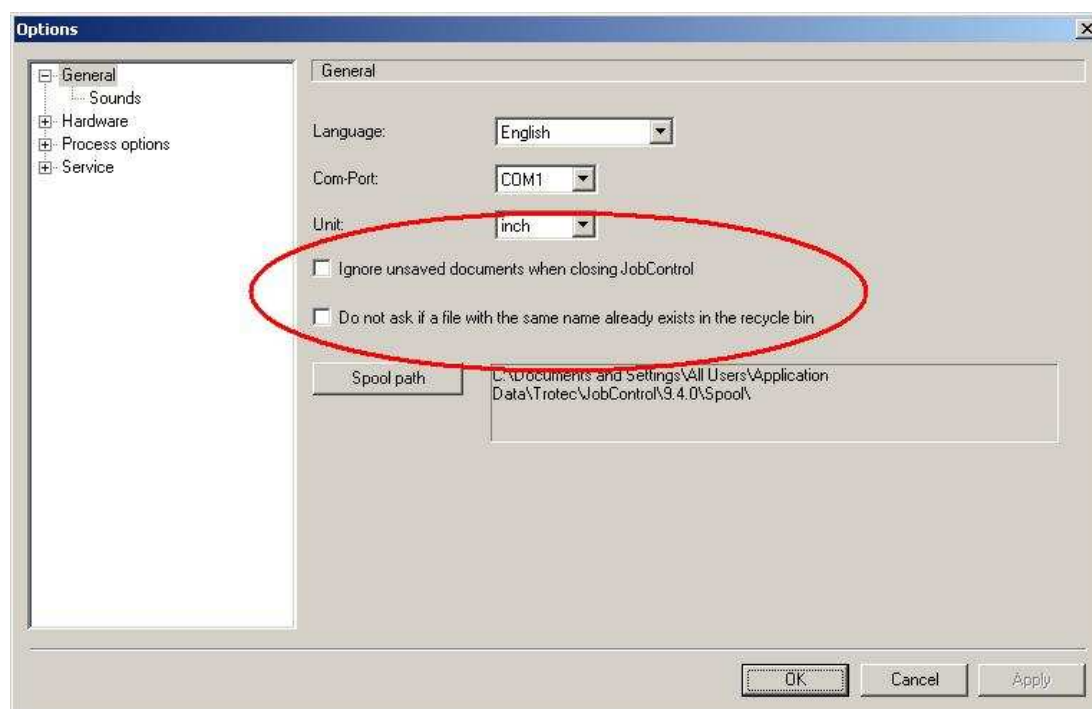 Options
General
Sounds
Hardware
Process options
Service
General
Language:
English
Com-Port:
COM1
Unit:
inch
Ignore unsaved documents when closing JobControl
Do not ask if a file with the same name already exists in the recycle bin
Spool path
C:\Documents and Settings\All Users\Application
Data\Trotec\JobControl\9.4.0\Spool\
OK
Cancel
Apply